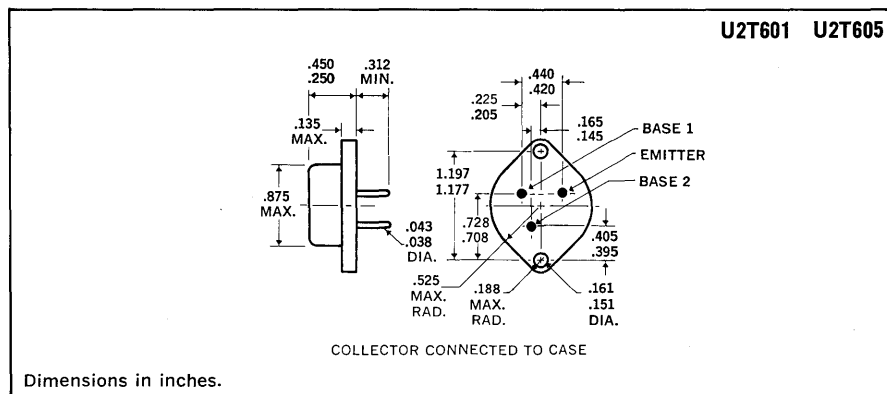 U2T601 U2T605
.450
.250
.312
MIN.
.440
.420
.225
.205
.135
MAX.
.165
.145
BASE 1
EMITTER
BASE 2
1.197
1.177
.875
MAX.
.043
.038
DIA.
.728
.708
.405
.395
.525
MAX.
RAD.
.188
MAX.
RAD.
.161
.151
DIA.
COLLECTOR CONNECTED TO CASE
Dimensions in inches.